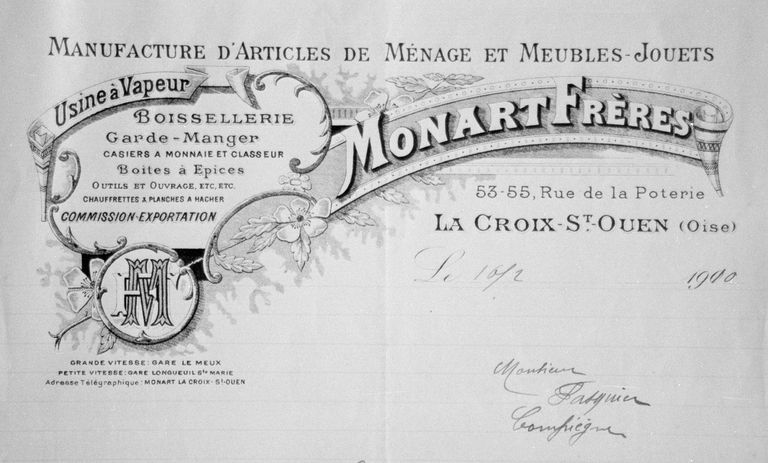 MANUFACTURE D'ARTICLES DE MÉNAGE ET MEUBLES-JOUETS
Usine à Vapeur
BOISSELLERIE
Garde-Manger
CASIERS A MONNAIE ET CLASSEUR
Boites à Epices
OUTILS ET OUVRAGE, ETC, ETC.
CHAUFFRETTES & PLANCHES A HACHER
COMMISSION-EXPORTATION
MONART FRÈRES
53-55, Rue de la Poterie
LA CROIX-ST-OUEN (Oise)
Le 16/2 1900
MF
GRANDE VITESSE: GARE LE MEUX
PETITE VITESSE: GARE LONGUEUIL Ste MARIE
Adresse Télégraphique: MONART LA CROIX-St-OUEN
Monsieur
Pasquier
Compiègne